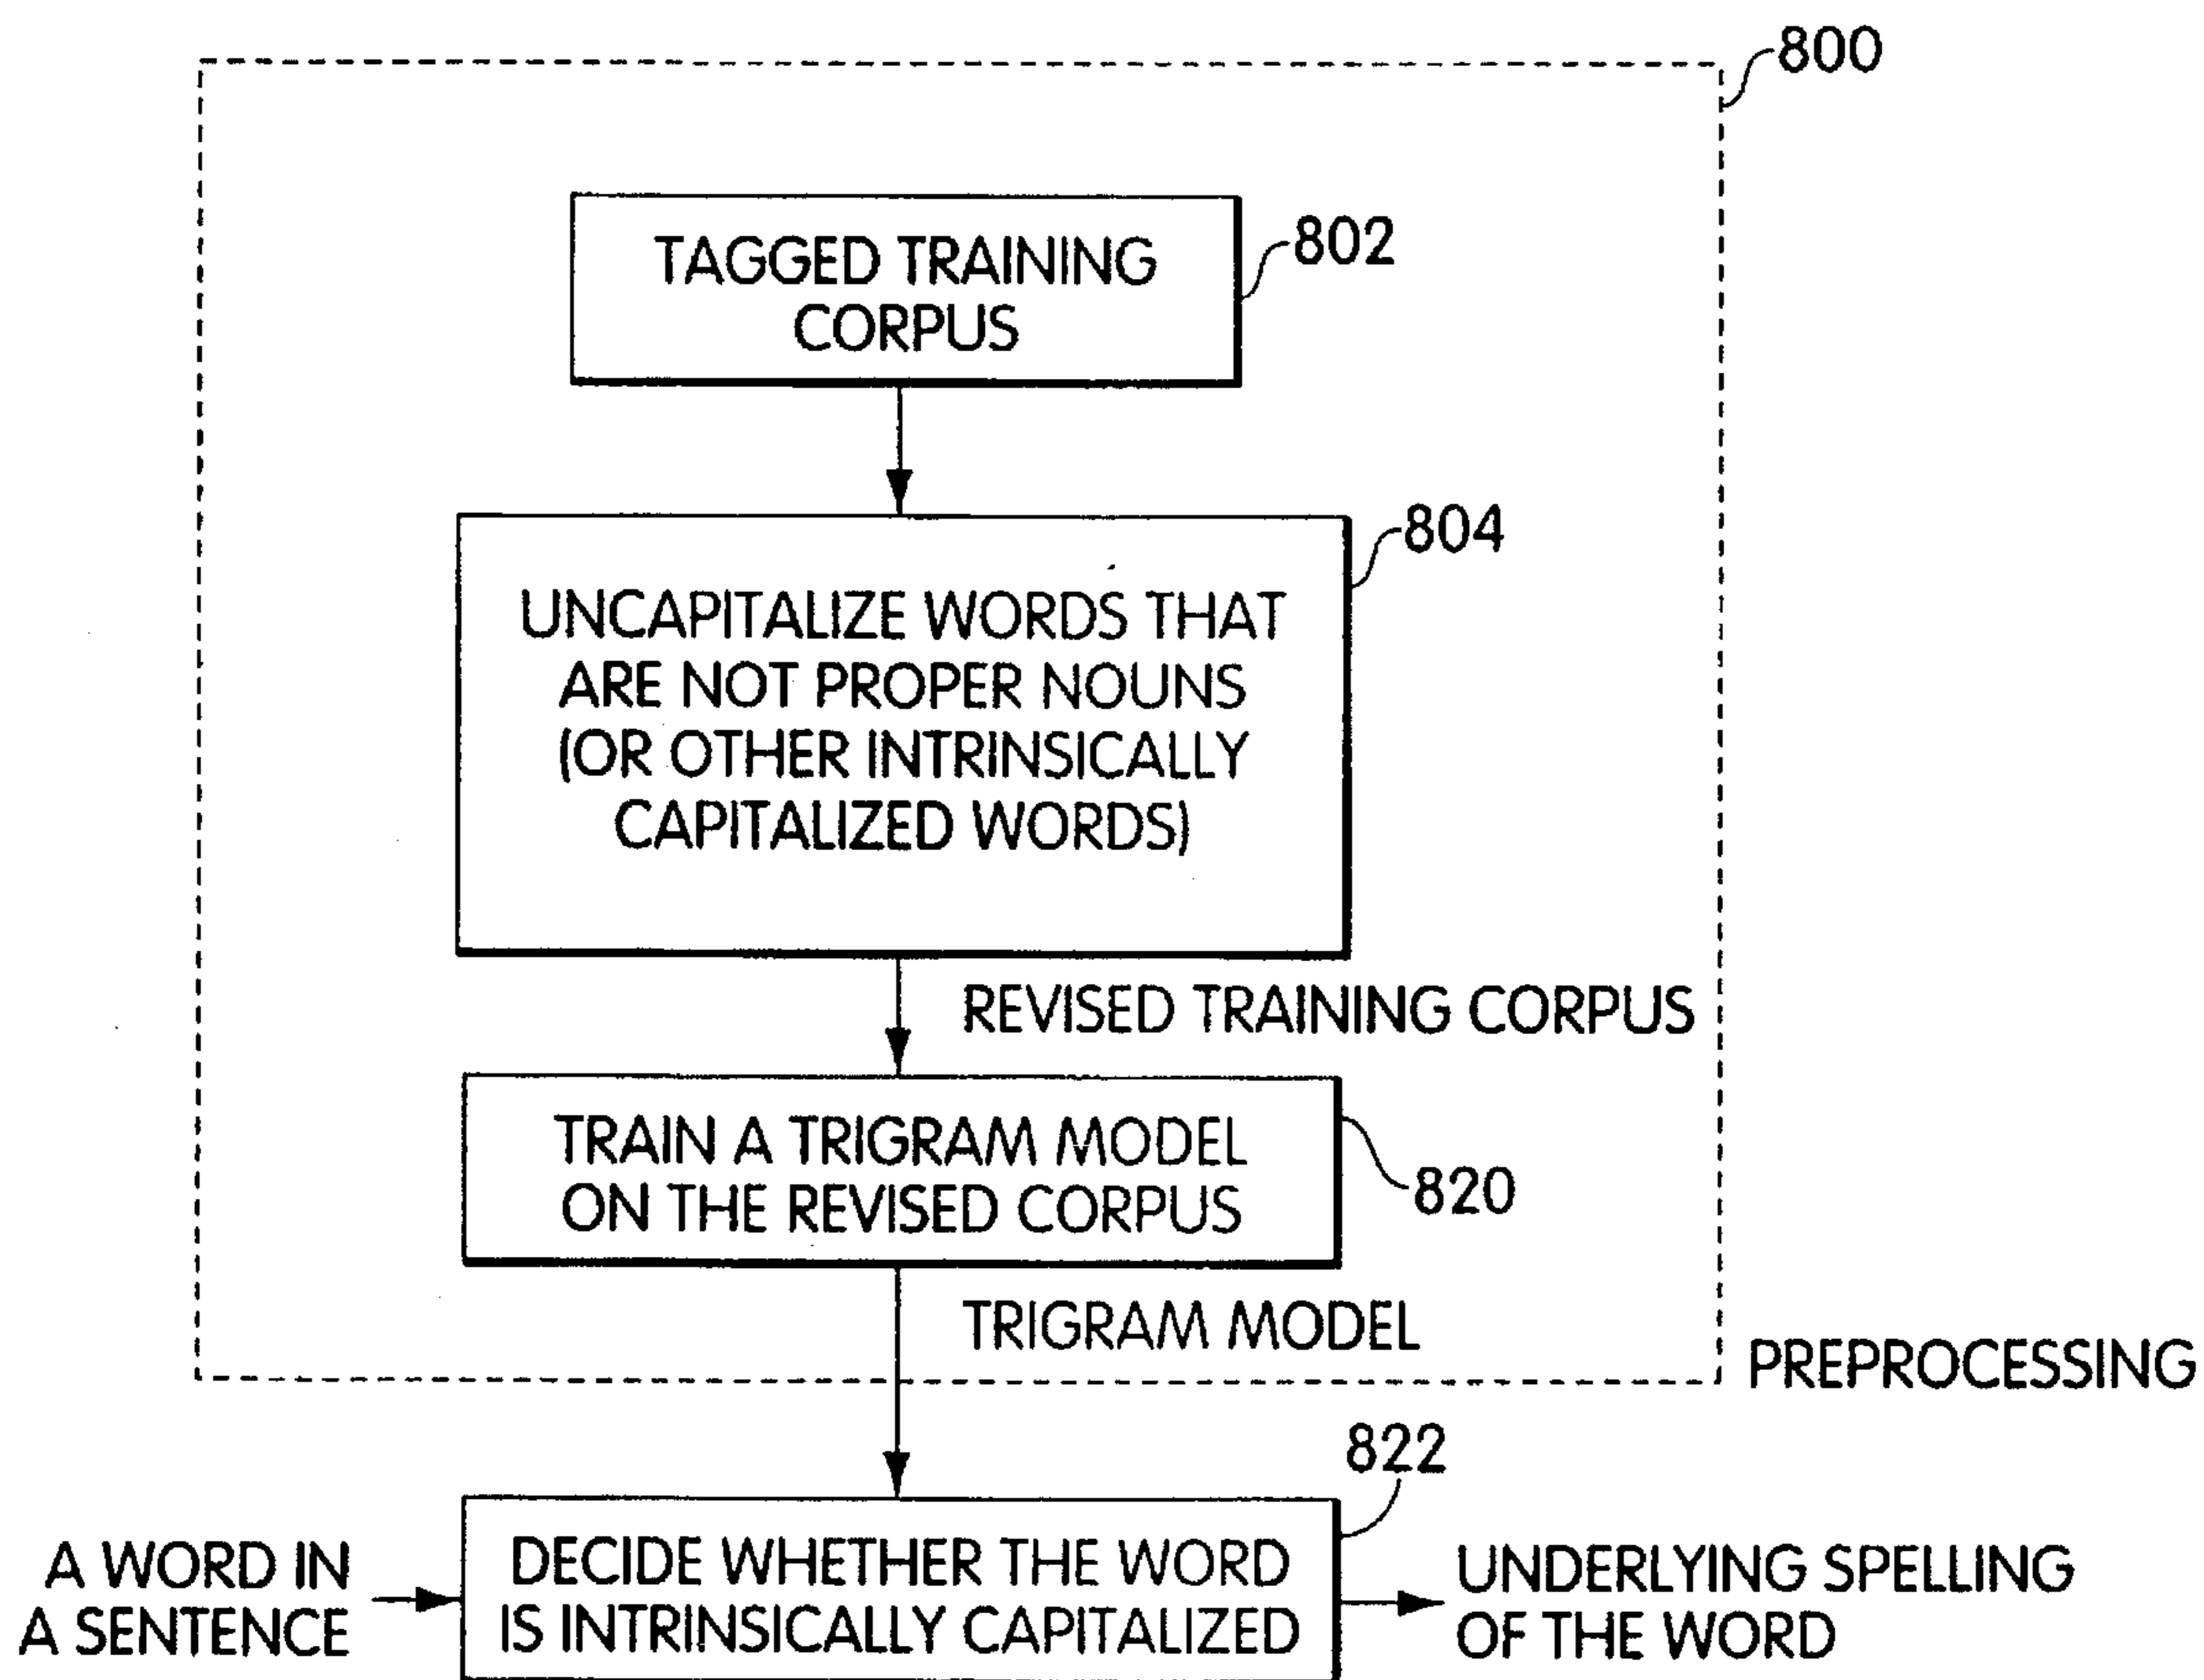 800
TAGGED TRAINING
CORPUS
802
804
UNCAPITALIZE WORDS THAT
ARE NOT PROPER NOUNS
(OR OTHER INTRINSICALLY
CAPITALIZED WORDS)
REVISED TRAINING CORPUS
TRAIN A TRIGRAM MODEL
ON THE REVISED CORPUS
820
TRIGRAM MODEL
PREPROCESSING
822
A WORD IN
A SENTENCE
DECIDE WHETHER THE WORD
IS INTRINSICALLY CAPITALIZED
UNDERLYING SPELLING
OF THE WORD